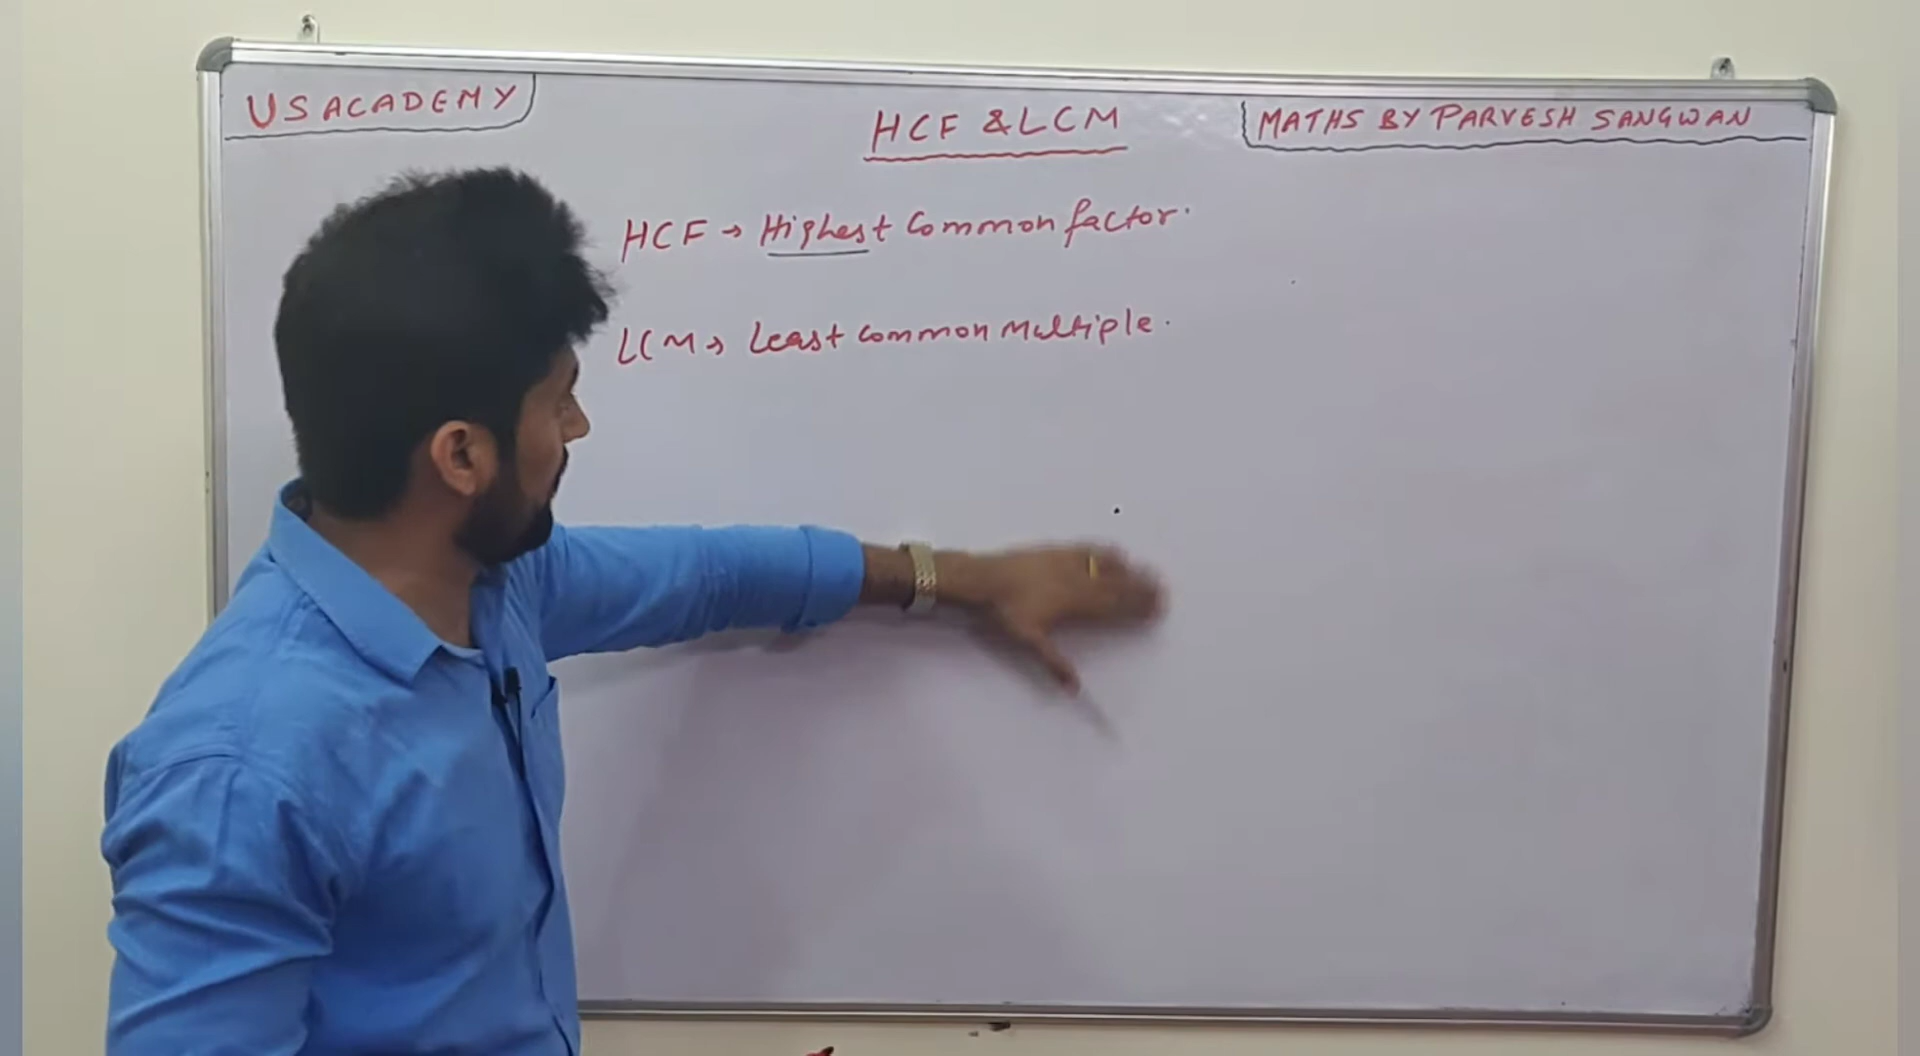 US ACADEMY
HCF & LCM
MATHS BY PARVESH SANGWAN
HCF → Highest Common factor.
LCM → Least common Multiple.